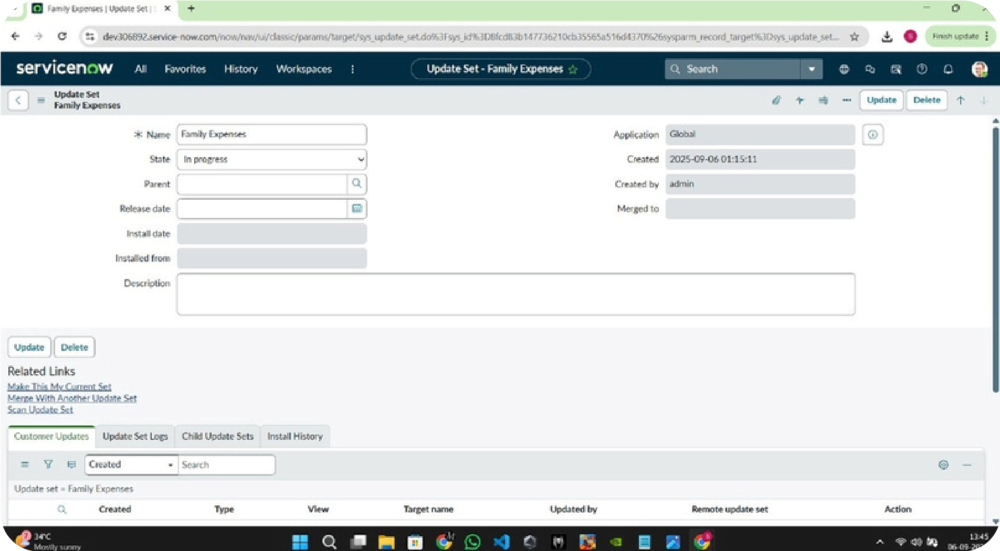 Family Expenses | Update Set |
dev306892.service-now.com/now/nav/ui/classic/params/target/sys_update_set.do%3Fsys_id%3D8fcd83b147736210cb35565a516d4370%26sysparm_record_target%3Dsys_update_set...
S
Finish update
servicenow
All
Favorites
History
Workspaces
Update Set - Family Expenses
Search
Update Set
Family Expenses
Update
Delete
Name
Family Expenses
State
In progress
Parent
Release date
Install date
Installed from
Description
Application
Global
Created
2025-09-06 01:15:11
Created by
admin
Merged to
Update
Delete
Related Links
Make This My Current Set
Merge With Another Update Set
Scan Update Set
Customer Updates
Update Set Logs
Child Update Sets
Install History
Created
Search
Update set = Family Expenses
Created
Type
View
Target name
Updated by
Remote update set
Action
7
34°C
Mostly sunny
13:45